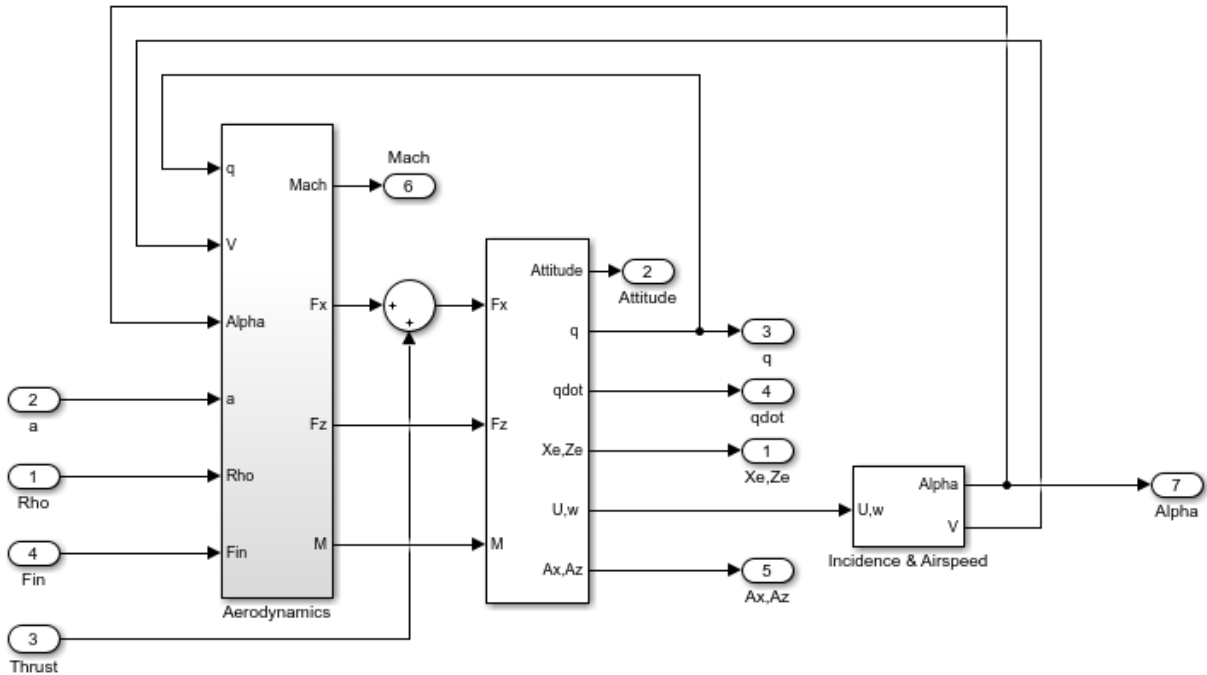 Mach
6
q
Mach
V
Fx
Alpha
a
Fz
Rho
Fin
M
Aerodynamics
2
a
1
Rho
4
Fin
3
Thrust
+
+
Fx
Fz
M
Attitude
q
qdot
Xe,Ze
U,w
Ax,Az
2
Attitude
3
q
4
qdot
1
Xe,Ze
5
Ax,Az
U,w
Alpha
V
Incidence & Airspeed
7
Alpha